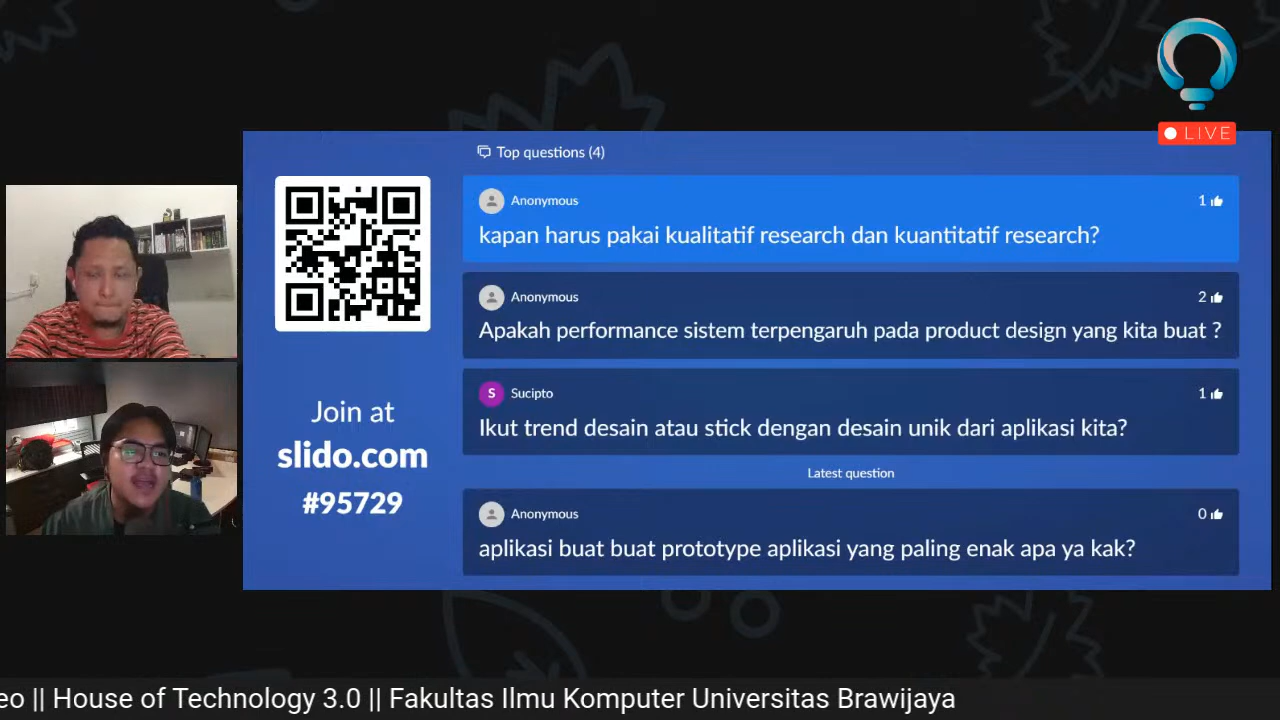 LIVE
Top questions (4)
Anonymous
1
kapan harus pakai kualitatif research dan kuantitatif research?
Anonymous
2
Apakah performance sistem terpengaruh pada product design yang kita buat ?
S
Sucipto
1
Ikut trend desain atau stick dengan desain unik dari aplikasi kita?
Latest question
Anonymous
0
aplikasi buat buat prototype aplikasi yang paling enak apa ya kak?
Join at
slido.com
#95729
eo || House of Technology 3.0 || Fakultas Ilmu Komputer Universitas Brawijaya